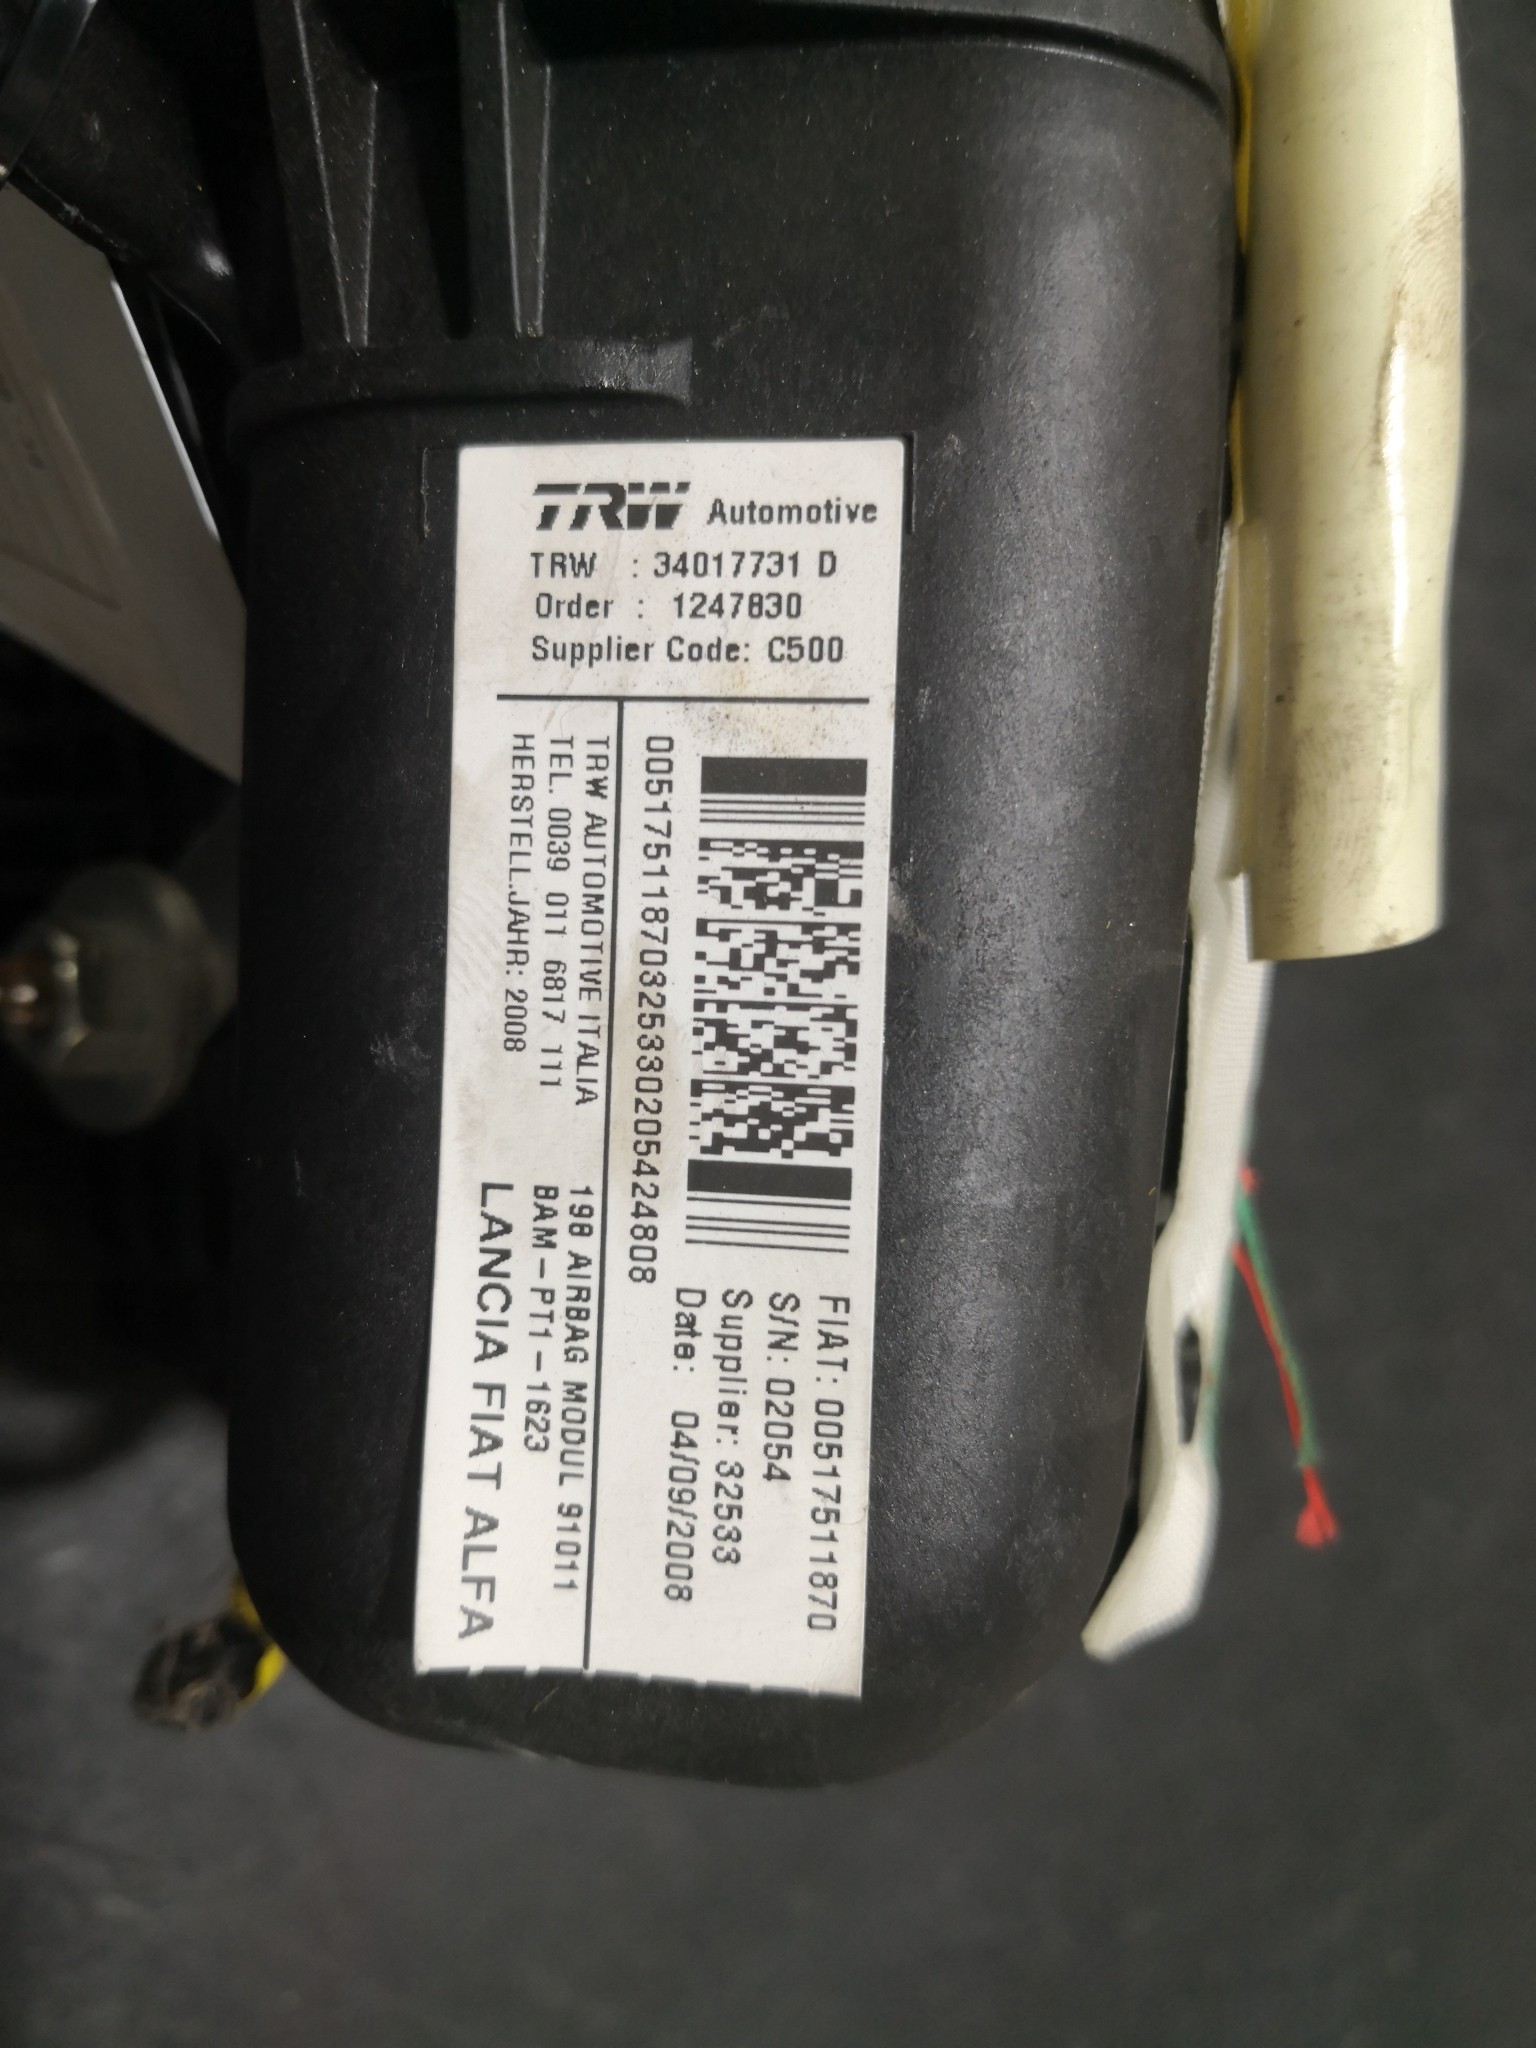 TRW Automotive
TRW : 34017731 D
Order : 1247830
Supplier Code: C500
FIAT: 00517511870
S/N: 02054
Supplier: 32533
Date: 04/09/2008
00517511870325330205424808
TRW AUTOMOTIVE ITALIA
TEL. 0039 011 6817 111
HERSTELL.JAHR: 2008
198 AIRBAG MODUL 91011
BAM-PT1-1623
LANCIA FIAT ALFA